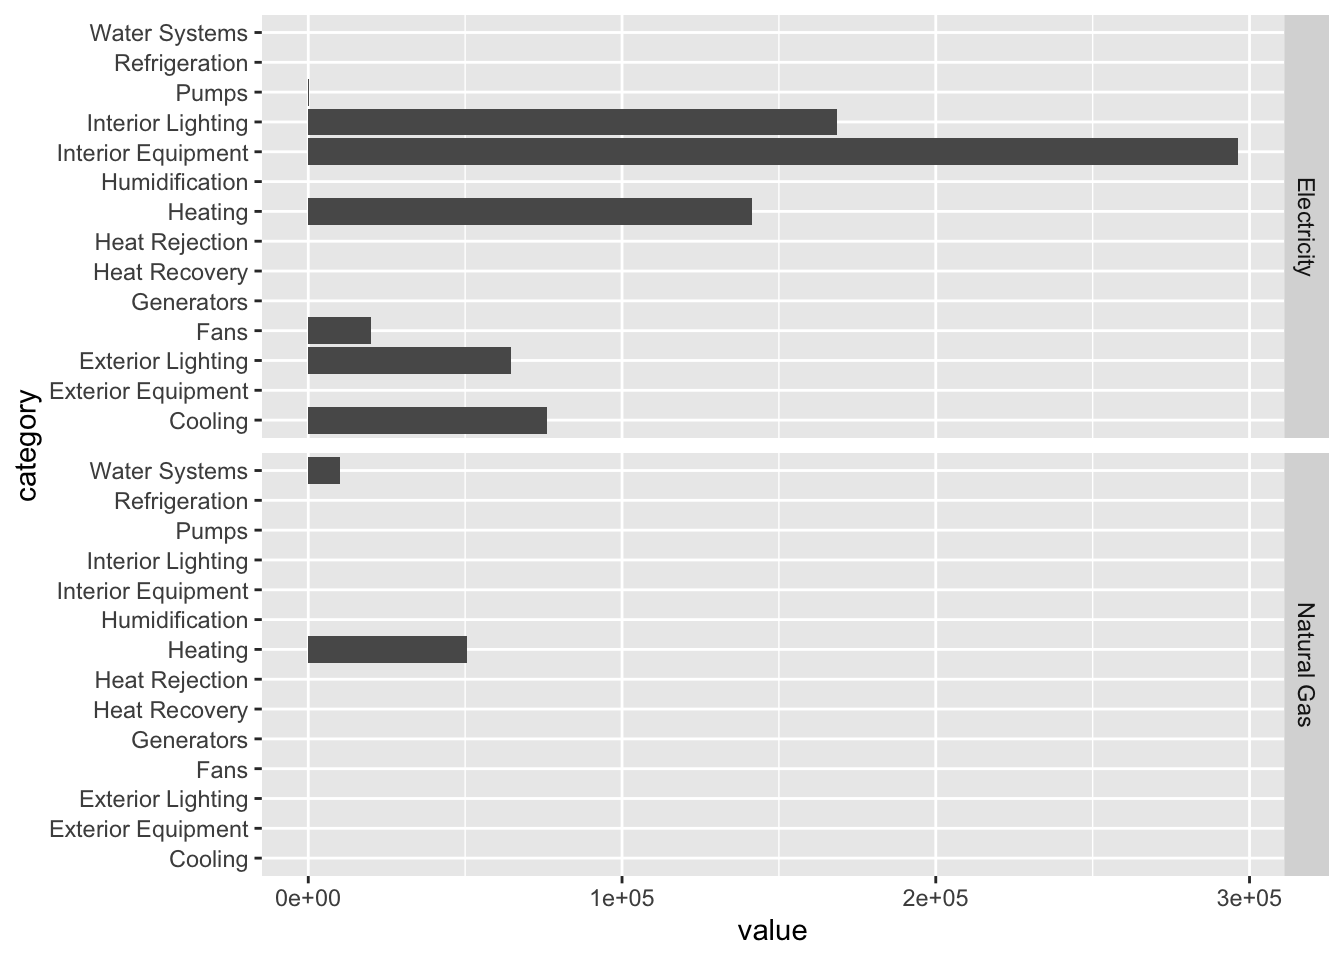 Water Systems
Refrigeration
Pumps
Interior Lighting
Interior Equipment
Humidification
Heating
Heat Rejection
Heat Recovery
Generators
Fans
Exterior Lighting
Exterior Equipment
Cooling
Electricity
category
Water Systems
Refrigeration
Pumps
Interior Lighting
Interior Equipment
Humidification
Heating
Heat Rejection
Heat Recovery
Generators
Fans
Exterior Lighting
Exterior Equipment
Cooling
Natural Gas
0e+00 1e+05 2e+05 3e+05
value